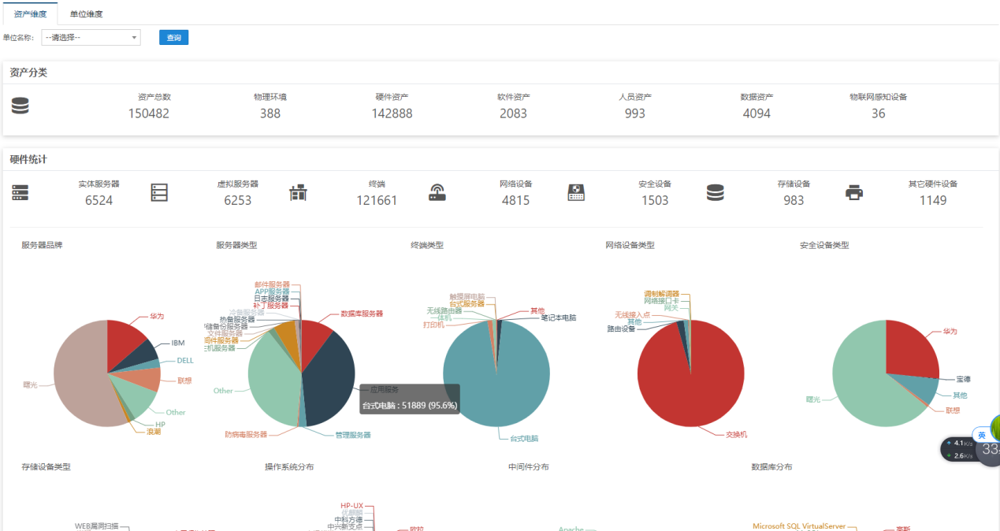 资产维度 单位维度
单位名称: --请选择-- 查询
资产分类
资产总数 物理环境 硬件资产 软件资产 人员资产 数据资产 物联网感知设备
150482 388 142888 2083 993 4094 36
硬件统计
实体服务器 虚拟服务器 终端 网络设备 安全设备 存储设备 其它硬件设备
6524 6253 121661 4815 1503 983 1149
服务器品牌 服务器类型 终端类型 网络设备类型 安全设备类型
华为
IBM
DELL
联想
Other
HP
浪潮
曙光
邮件服务器
APP服务器
日志服务器
补丁服务器
冷备服务器
热备服务器
储备份服务器
文件服务器
间件服务器
主机服务器
Other
防病毒服务器
数据库服务器
应用服务
管理服务器
台式电脑 : 51889 (95.6%)
触摸屏电脑
台式服务器
无线路由器
一体机
打印机
其他
笔记本电脑
台式电脑
调制解调器
网络接口卡
网关
无线接入点
其他
路由设备
交换机
华为
宝德
其他
联想
曙光
英
4.1K/s
2.6K/s
33
存储设备类型 操作系统分布 中间件分布 数据库分布
WEB漏洞扫描
HP-UX
优麒麟
中科方德
中兴新支点
欧拉
Apache
Microsoft SQL VirtualServer
高斯